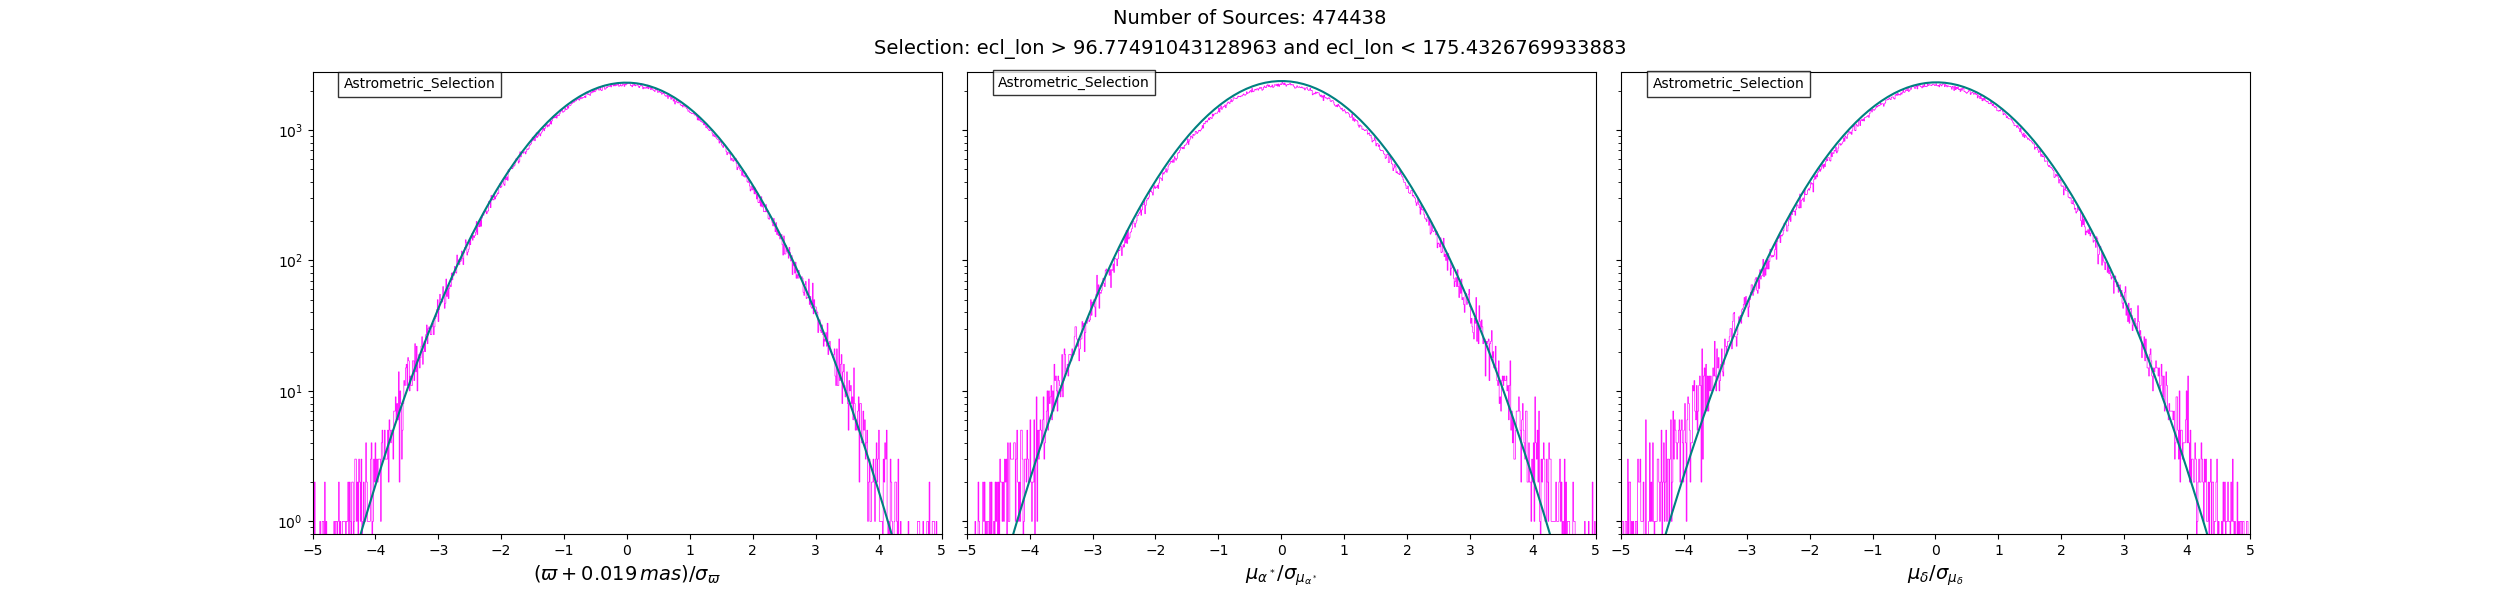 Number of Sources: 474438
Selection: ecl_lon > 96.77491043128963 and ecl_lon < 175.4326769933883
Astrometric_Selection
Astrometric_Selection
Astrometric_Selection
10³
10²
10¹
10⁰
−5 −4 −3 −2 −1 0 1 2 3 4 5
−5 −4 −3 −2 −1 0 1 2 3 4 5
−5 −4 −3 −2 −1 0 1 2 3 4 5
(ϖ + 0.019 mas)/σ_ϖ
μ_α*/σ_μ_α*
μ_δ/σ_μ_δ